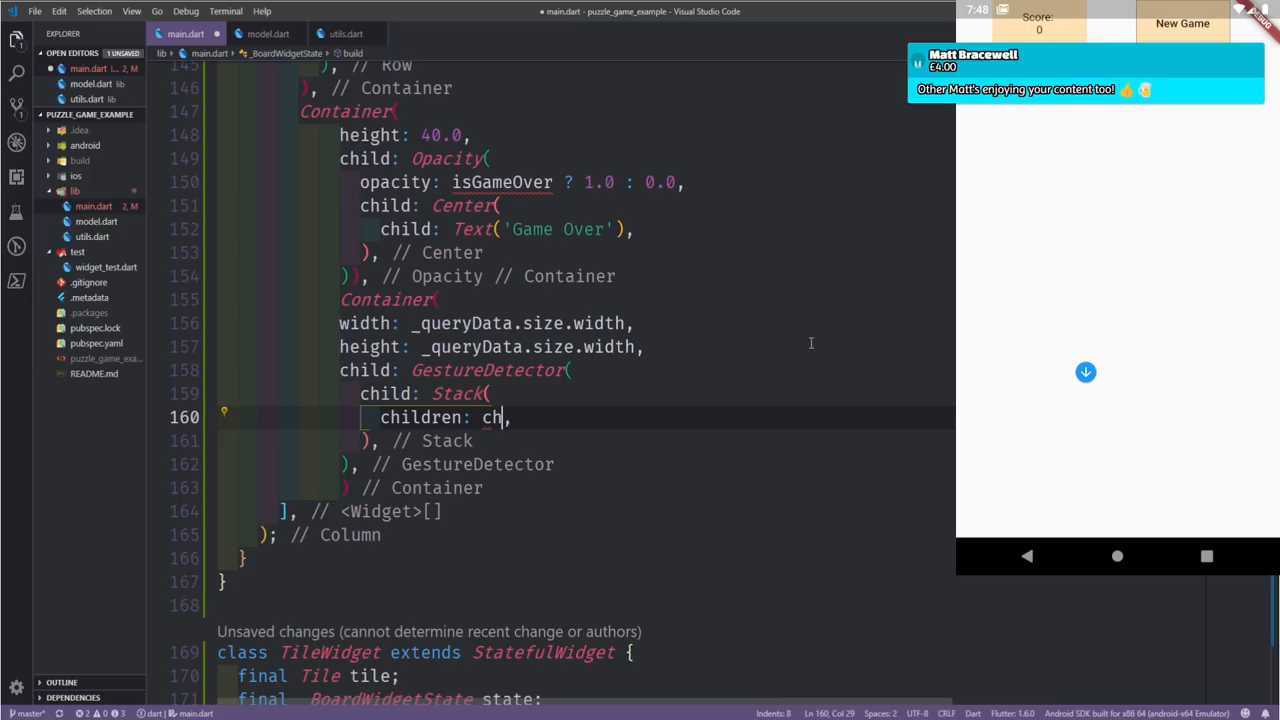 File Edit Selection View Go Debug Terminal Help
● main.dart - puzzle_game_example - Visual Studio Code
EXPLORER
OPEN EDITORS 1 UNSAVED
main.dart lib 2, M
model.dart lib
utils.dart lib
PUZZLE_GAME_EXAMPLE
.idea
android
build
ios
lib
main.dart 2, M
model.dart
utils.dart
test
widget_test.dart
.gitignore
.metadata
.packages
pubspec.lock
pubspec.yaml
puzzle_game_exa...
README.md
OUTLINE
DEPENDENCIES
main.dart model.dart utils.dart
lib main.dart _BoardWidgetState build
145 ), // Row
146 ), // Container
147 Container(
148 height: 40.0,
149 child: Opacity(
150 opacity: isGameOver ? 1.0 : 0.0,
151 child: Center(
152 child: Text('Game Over'),
153 ), // Center
154 )), // Opacity // Container
155 Container(
156 width: _queryData.size.width,
157 height: _queryData.size.width,
158 child: GestureDetector(
159 child: Stack(
160 children: ch,
161 ), // Stack
162 ), // GestureDetector
163 ) // Container
164 ], // <Widget>[]
165 ); // Column
166 }
167 }
168
Unsaved changes (cannot determine recent change or authors)
169 class TileWidget extends StatefulWidget {
170 final Tile tile;
171 final _BoardWidgetState state;
7:48
Score:
0
New Game
DEBUG
Matt Bracewell
£4.00
Other Matt's enjoying your content too! 👍 🍺
master* 2 0 3 dart | main.dart Ln 160, Col 29 Indents: 8 Spaces: 2 UTF-8 CRLF Dart Flutter: 1.6.0 Android SDK built for x86 64 (android-x64 Emulator)